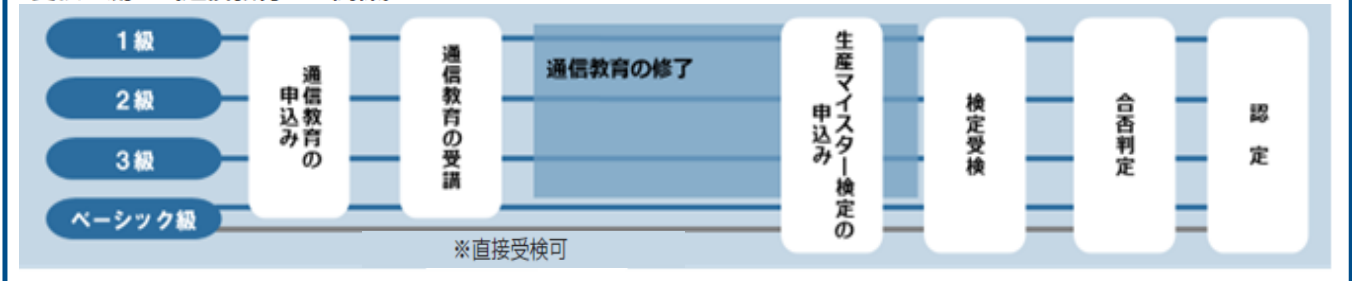 1級
2級
3級
ベーシック級
通信教育の
申込み
通信教育の受講
通信教育の修了
生産マイスター検定の
申込み
検定受検
合否判定
認定
※直接受検可